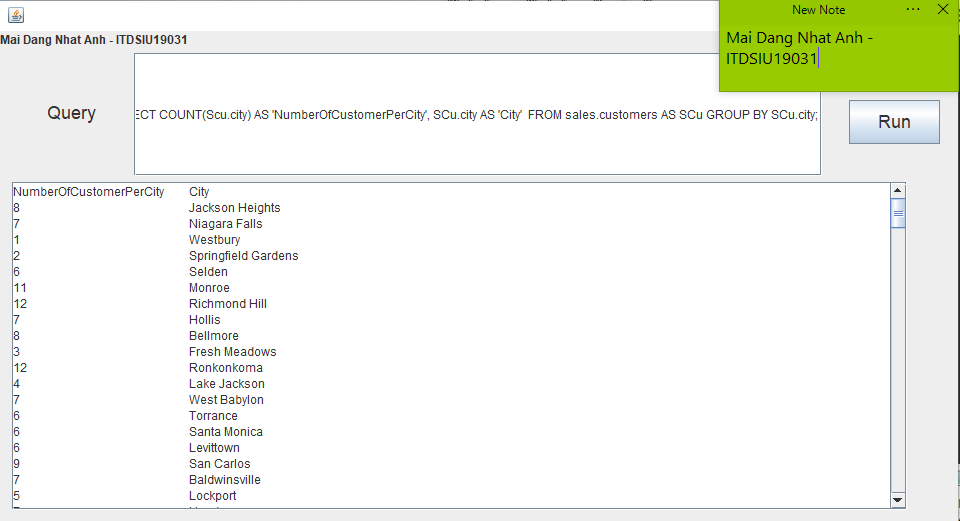 New Note
Mai Dang Nhat Anh - ITDSIU19031
Mai Dang Nhat Anh -
ITDSIU19031
Query
ECT COUNT(Scu.city) AS 'NumberOfCustomerPerCity', SCu.city AS 'City' FROM sales.customers AS SCu GROUP BY SCu.city;
Run
NumberOfCustomerPerCity City
8 Jackson Heights
7 Niagara Falls
1 Westbury
2 Springfield Gardens
6 Selden
11 Monroe
12 Richmond Hill
7 Hollis
8 Bellmore
3 Fresh Meadows
12 Ronkonkoma
4 Lake Jackson
7 West Babylon
6 Torrance
6 Santa Monica
6 Levittown
9 San Carlos
7 Baldwinsville
5 Lockport